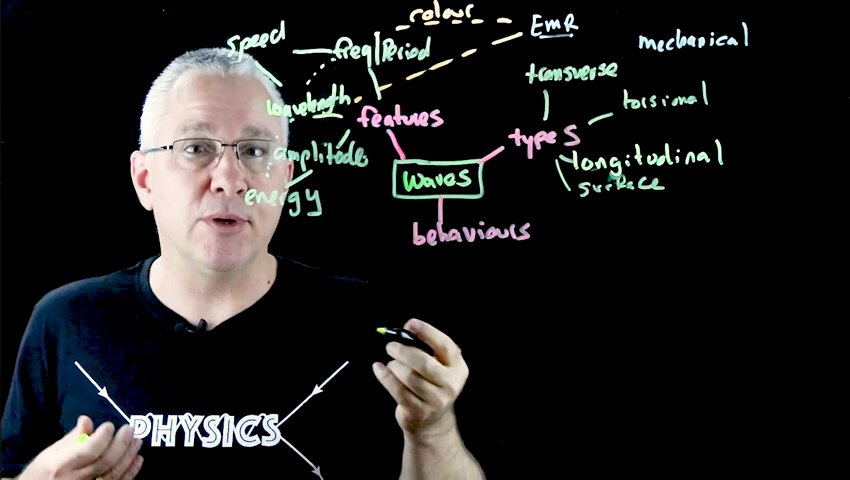 colour
EMR
speed
freq|Period
mechanical
transverse
wavelength
torsional
features
types
amplitude
longitudinal
waves
surface
energy
behaviours
PHYSICS